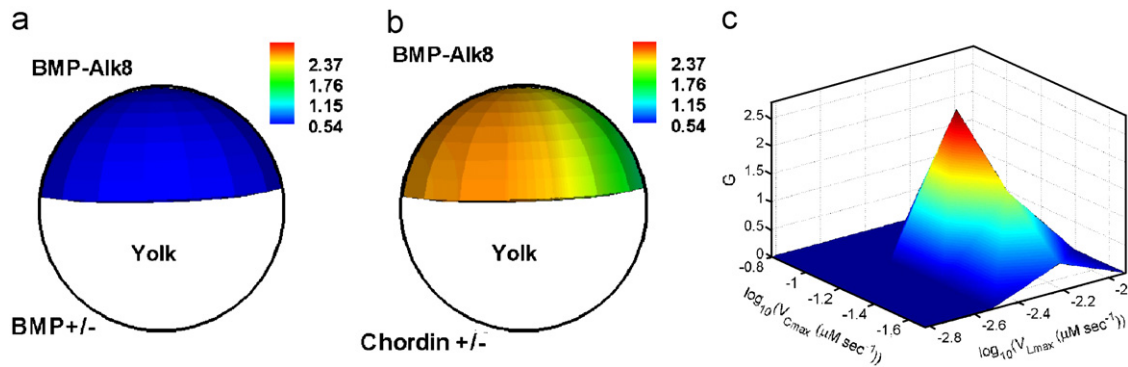 a
BMP-Alk8
2.37
1.76
1.15
0.54
Yolk
BMP+/-
b
BMP-Alk8
2.37
1.76
1.15
0.54
Yolk
Chordin +/-
c
2.5
2
1.5
1
0.5
0
G
-0.8
-1
-1.2
-1.4
-1.6
log10(VCmax (μM sec-1))
-2.8
-2.6
-2.4
-2.2
-2
log10(VLmax (μM sec-1))